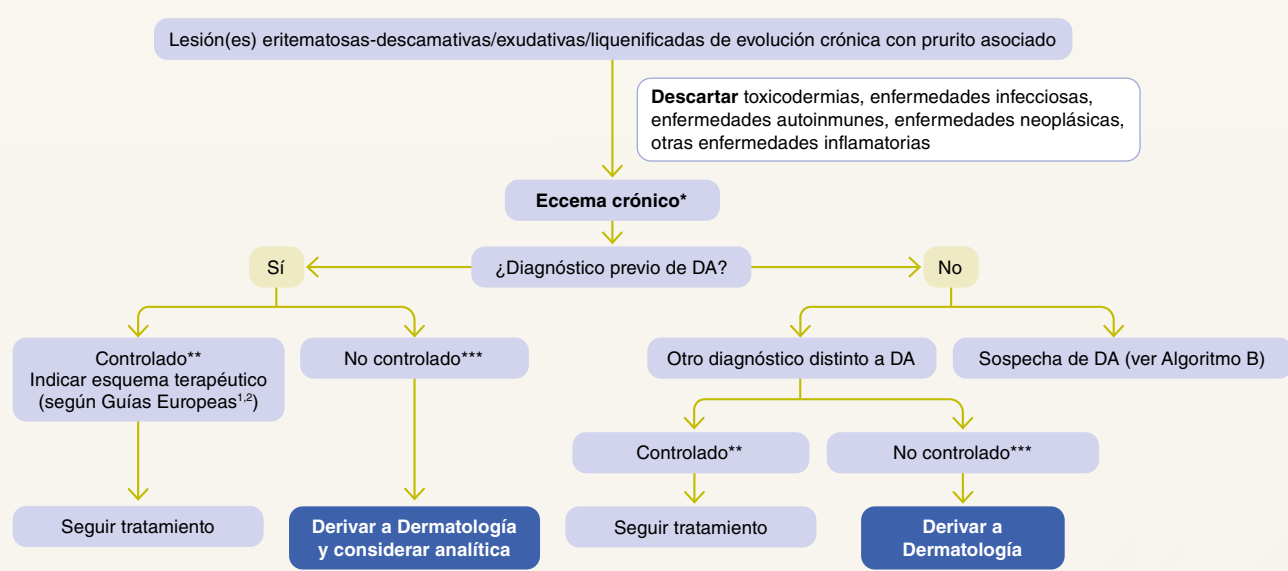 Lesión(es) eritematosas-descamativas/exudativas/liquenificadas de evolución crónica con prurito asociado
Descartar toxicodermias, enfermedades infecciosas,
enfermedades autoinmunes, enfermedades neoplásicas,
otras enfermedades inflamatorias
Eccema crónico*
Sí
¿Diagnóstico previo de DA?
No
Controlado**
Indicar esquema terapéutico
(según Guías Europeas1,2)
No controlado***
Otro diagnóstico distinto a DA
Sospecha de DA (ver Algoritmo B)
Controlado**
No controlado***
Seguir tratamiento
Derivar a Dermatología
y considerar analítica
Seguir tratamiento
Derivar a
Dermatología